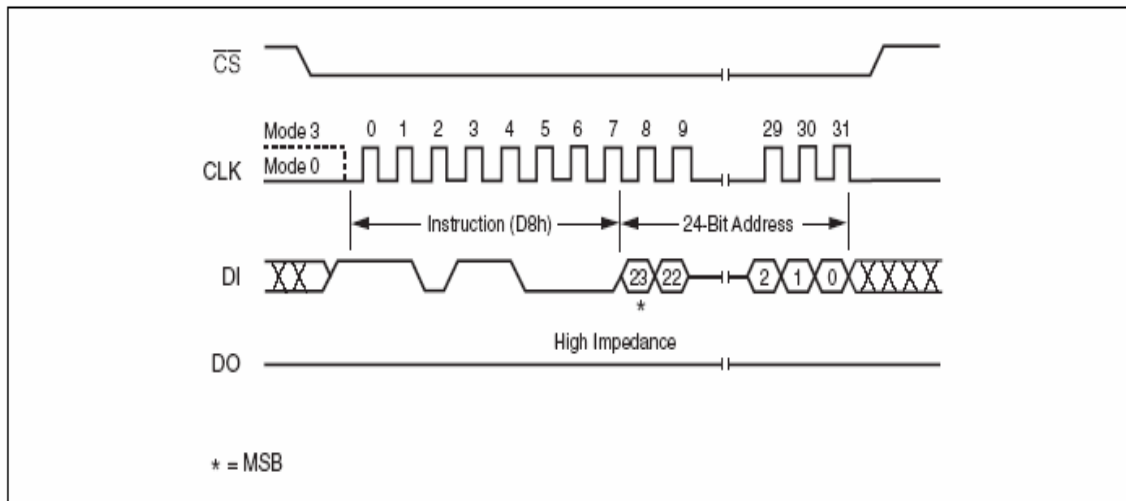 CS
Mode 3 0 1 2 3 4 5 6 7 8 9 29 30 31
CLK Mode 0
Instruction (D8h) 24-Bit Address
DI 23 22 2 1 0
*
High Impedance
DO
* = MSB